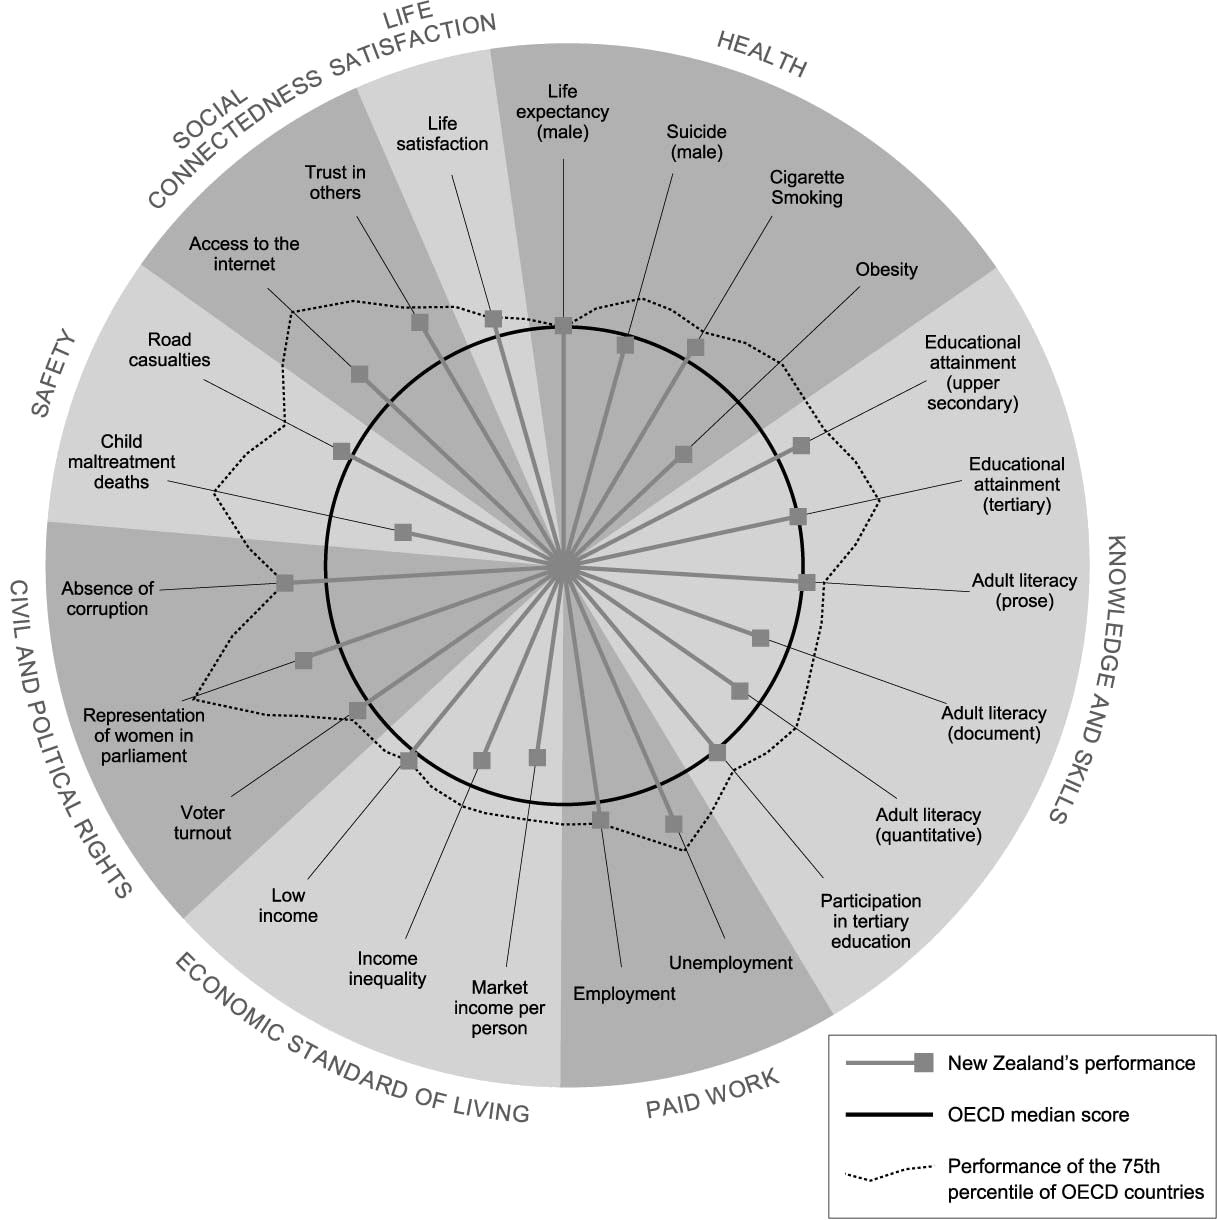 LIFE
SATISFACTION
HEALTH
SOCIAL
CONNECTEDNESS
SAFETY
CIVIL AND POLITICAL RIGHTS
ECONOMIC STANDARD OF LIVING
PAID WORK
KNOWLEDGE AND SKILLS
Life
expectancy
(male)
Suicide
(male)
Cigarette
Smoking
Obesity
Educational
attainment
(upper
secondary)
Educational
attainment
(tertiary)
Adult literacy
(prose)
Adult literacy
(document)
Adult literacy
(quantitative)
Participation
in tertiary
education
Unemployment
Employment
Market
income per
person
Income
inequality
Low
income
Voter
turnout
Representation
of women in
parliament
Absence of
corruption
Child
maltreatment
deaths
Road
casualties
Access to the
internet
Trust in
others
Life
satisfaction
New Zealand's performance
OECD median score
Performance of the 75th
percentile of OECD countries